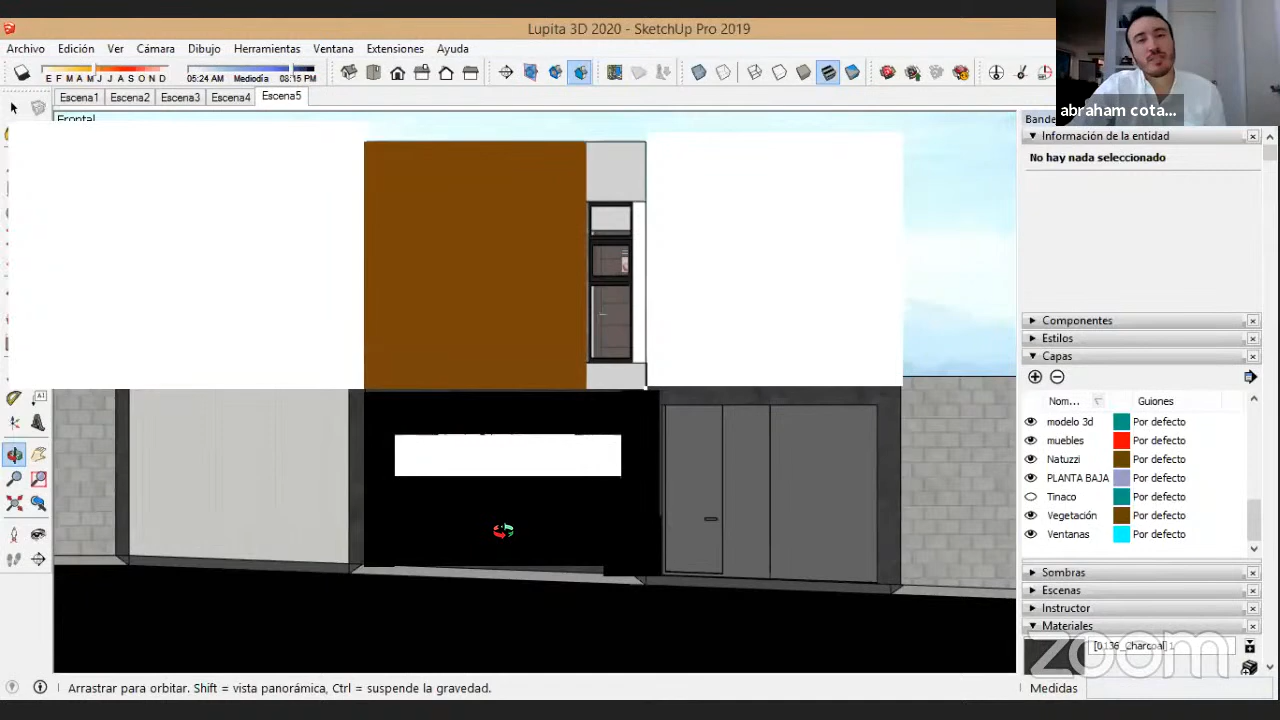 Lupita 3D 2020 - SketchUp Pro 2019
Archivo Edición Ver Cámara Dibujo Herramientas Ventana Extensiones Ayuda
E F M A M J J A S O N D 05:24 AM Mediodía 08:15 PM
Escena1 Escena2 Escena3 Escena4 Escena5
abraham cota...
Frontal
Bande
Información de la entidad
No hay nada seleccionado
Componentes
Estilos
Capas
Nom... Guiones
modelo 3d Por defecto
muebles Por defecto
Natuzzi Por defecto
PLANTA BAJA Por defecto
Tinaco Por defecto
Vegetación Por defecto
Ventanas Por defecto
Sombras
Escenas
Instructor
Materiales
[0136_Charcoal]1
zoom
Arrastrar para orbitar. Shift = vista panorámica, Ctrl = suspende la gravedad.
Medidas